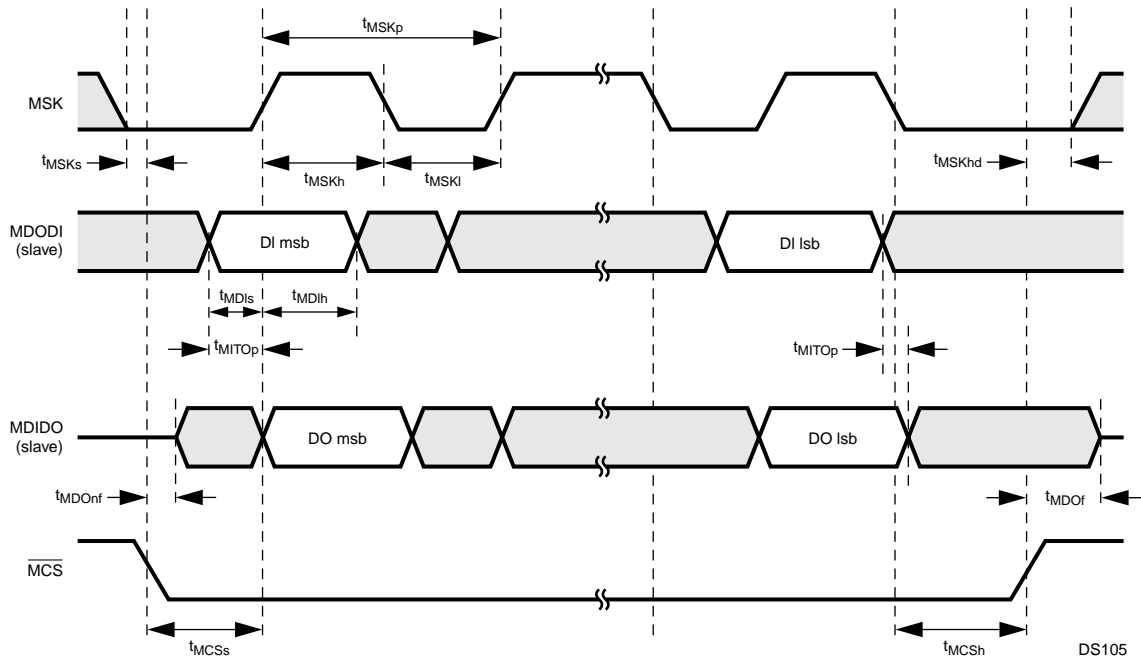 tMSKp
MSK
tMSKs
tMSKh
tMSKl
tMSKhd
MDODI
(slave)
DI msb
DI lsb
tMDIs
tMDIh
tMITOp
tMITOp
MDIDO
(slave)
DO msb
DO lsb
tMDOnf
tMDOf
MCS
tMCSs
tMCSh
DS105